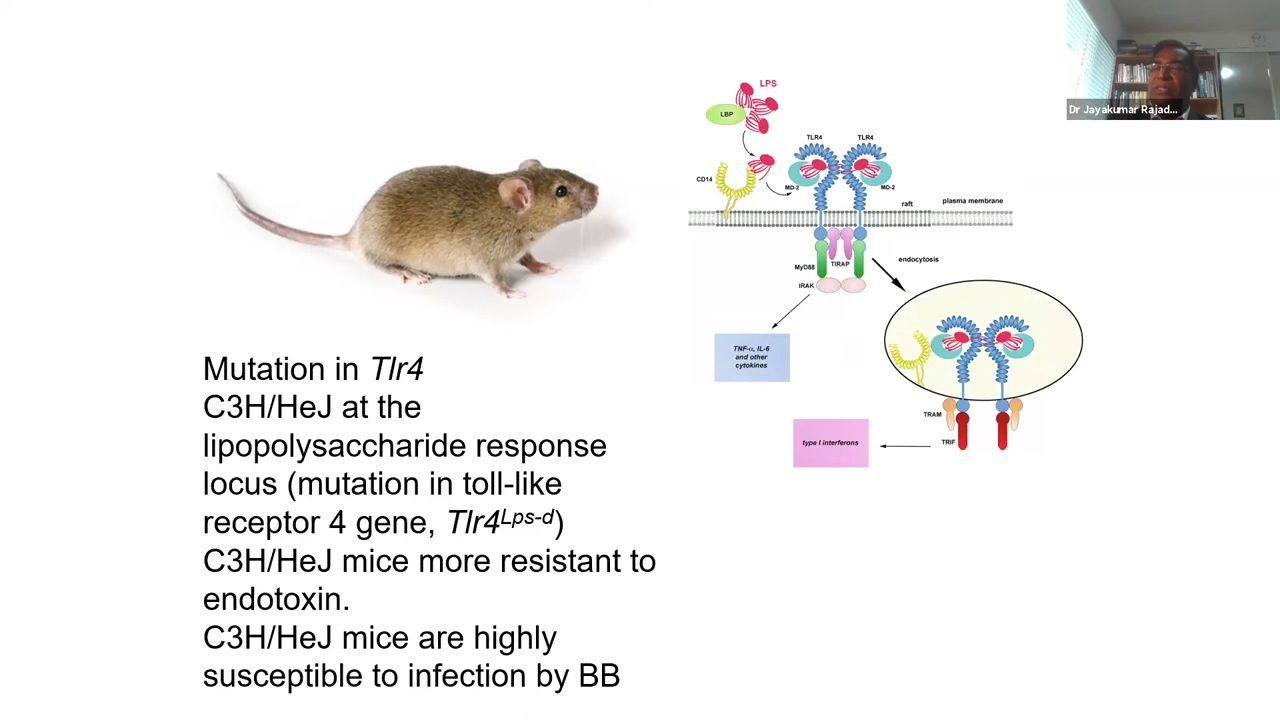 Dr Jayakumar Rajad...
LPS
LBP
TLR4
TLR4
CD14
MD-2
MD-2
raft
plasma membrane
MyD88
TIRAP
IRAK
endocytosis
TNF-α, IL-6
and other
cytokines
TRAM
TRIF
type I interferons
Mutation in Tlr4
C3H/HeJ at the
lipopolysaccharide response
locus (mutation in toll-like
receptor 4 gene, Tlr4Lps-d)
C3H/HeJ mice more resistant to
endotoxin.
C3H/HeJ mice are highly
susceptible to infection by BB